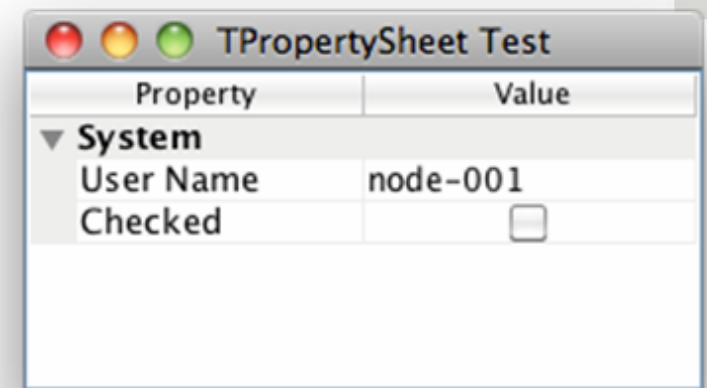 TPropertySheet Test
Property Value
System
User Name node-001
Checked